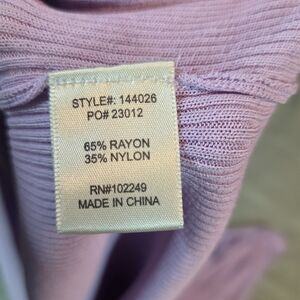 STYLE#: 144026
PO# 23012
65% RAYON
35% NYLON
RN#102249
MADE IN CHINA